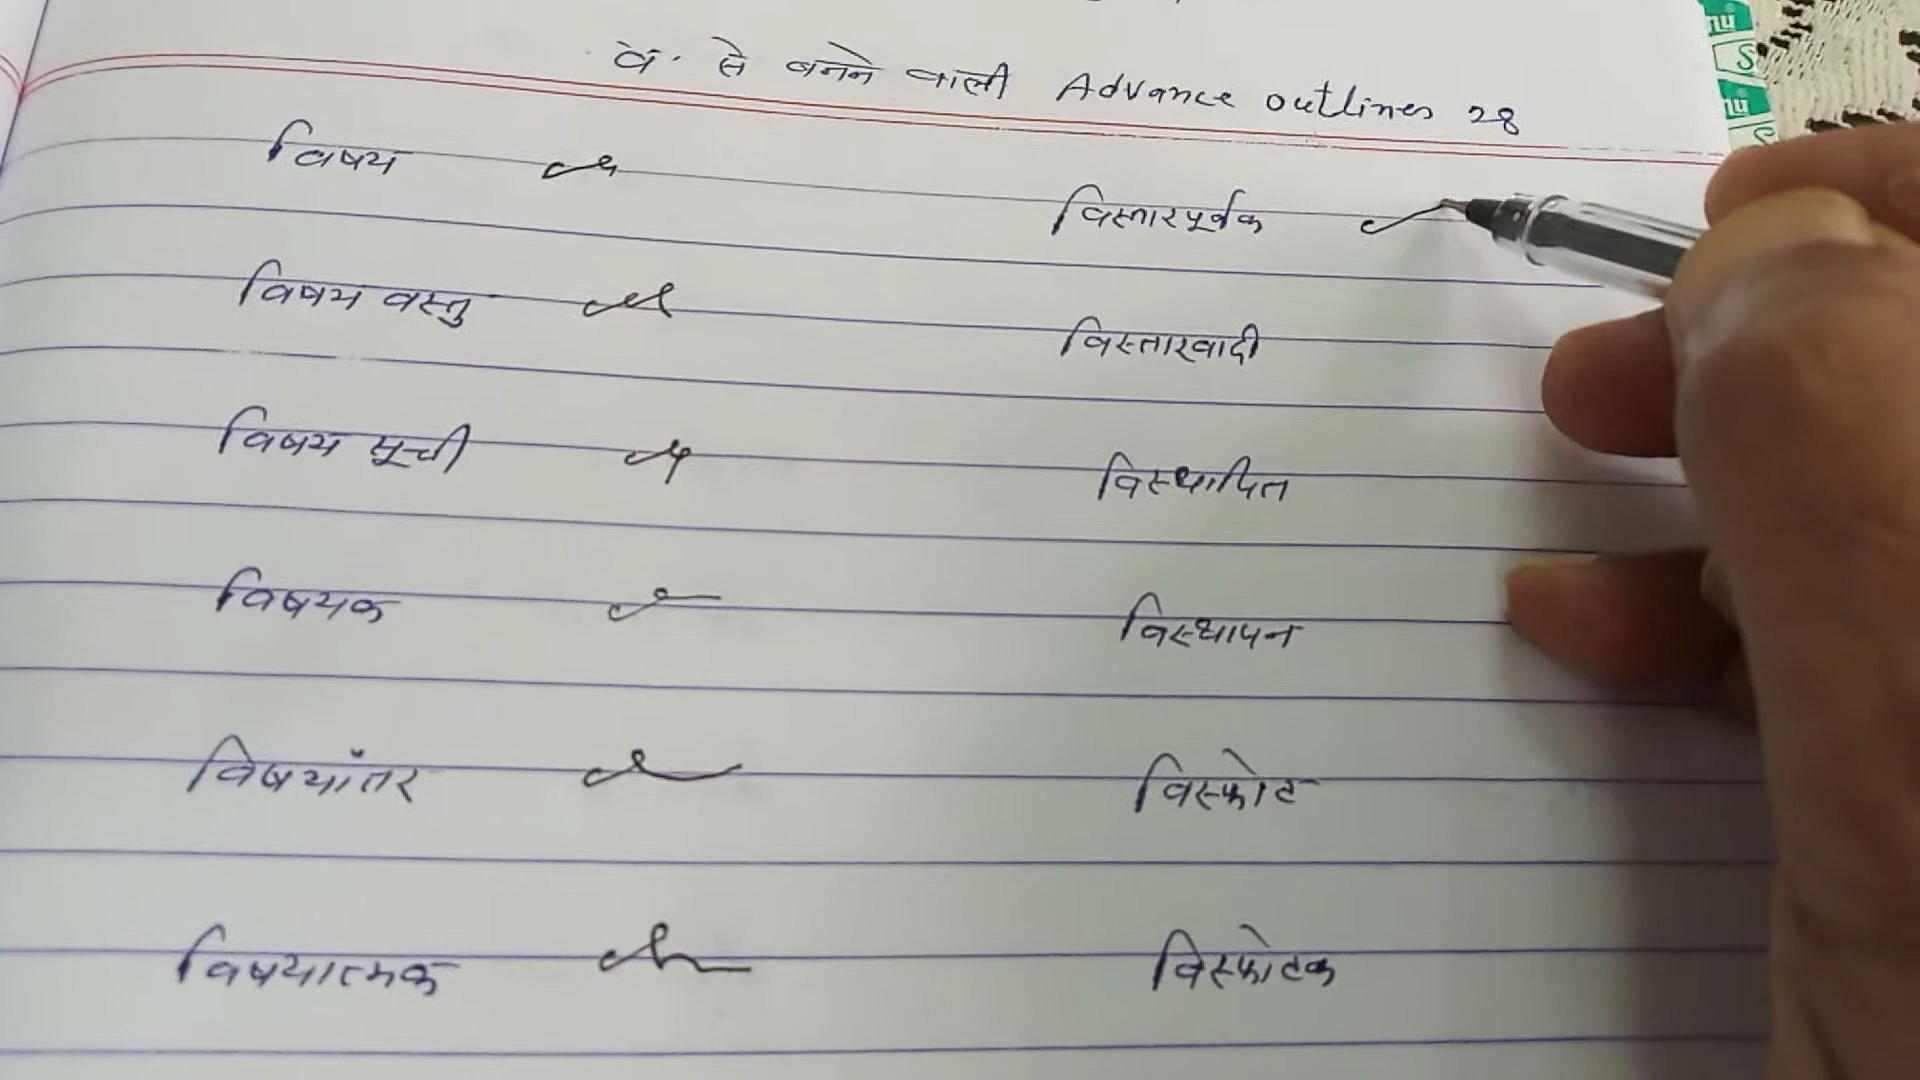 व. से बनने वाली Advance outlines 28
विषय
विस्तारपूर्वक
विषय वस्तु
विस्तारवादी
विषय सूची
विस्थापित
विषयक
विस्थापन
विषयाँतर
विस्फोट
विषयात्मक
विस्फोटक